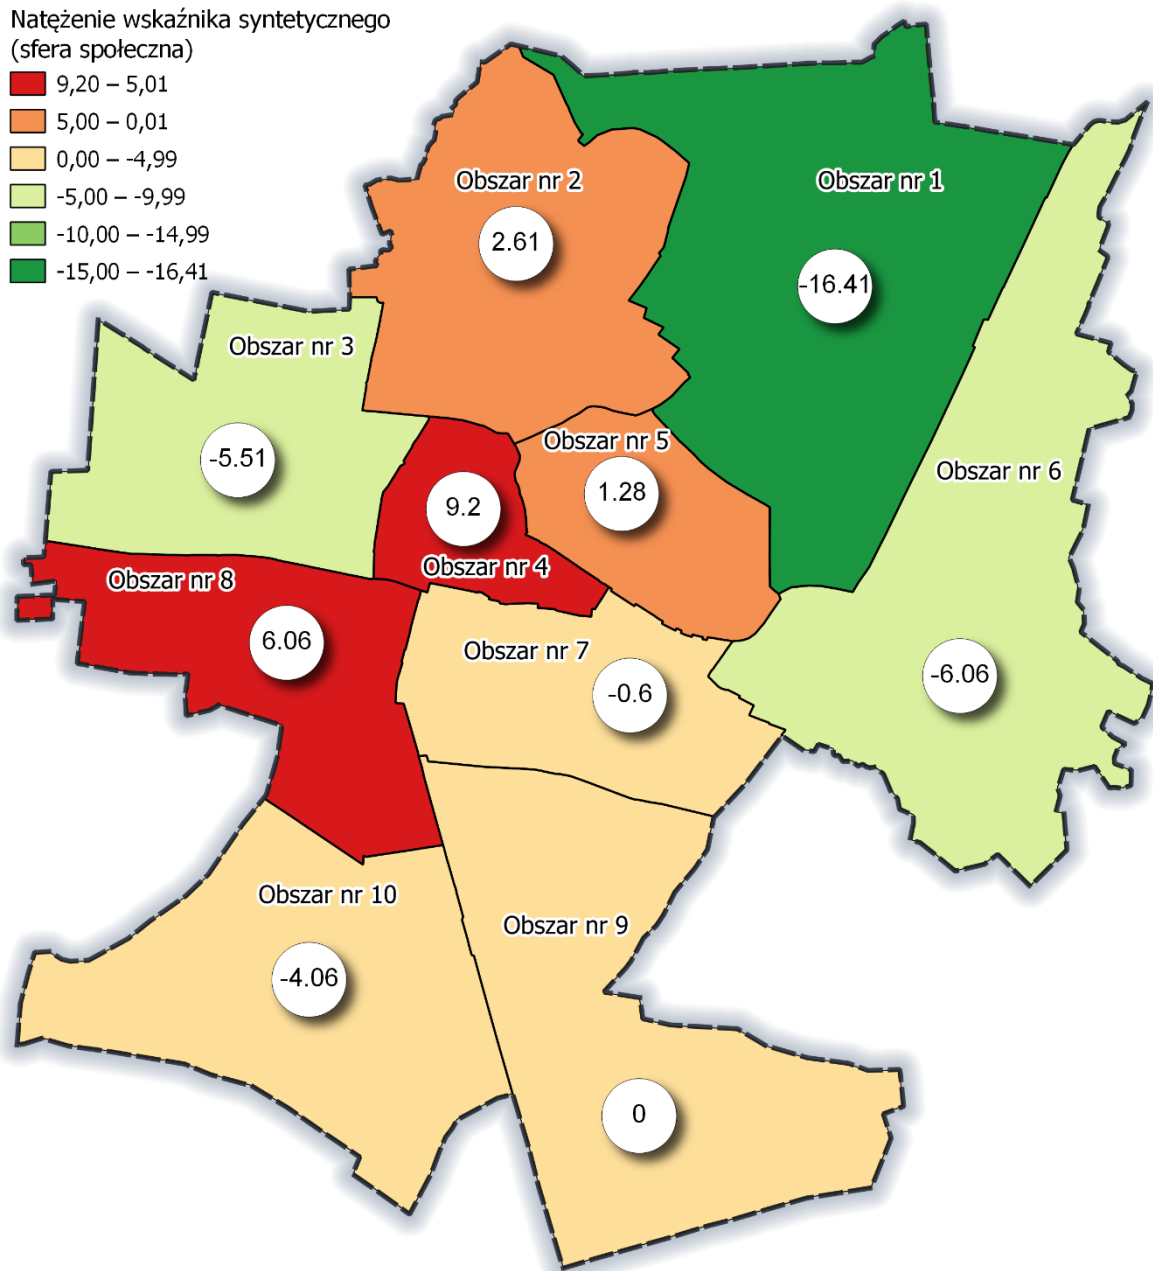 Natężenie wskaźnika syntetycznego
(sfera społeczna)
9,20 – 5,01
5,00 – 0,01
0,00 – -4,99
-5,00 – -9,99
-10,00 – -14,99
-15,00 – -16,41
Obszar nr 2
2.61
Obszar nr 1
-16.41
Obszar nr 3
-5.51
Obszar nr 5
1.28
Obszar nr 6
-6.06
9.2
Obszar nr 4
Obszar nr 8
6.06
Obszar nr 7
-0.6
Obszar nr 10
-4.06
Obszar nr 9
0